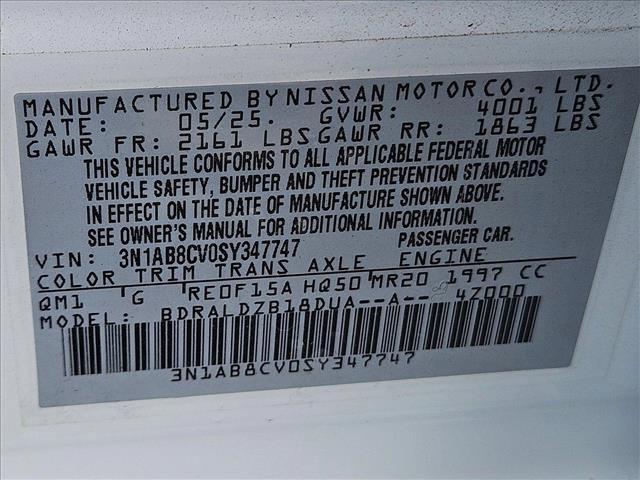 MANUFACTURED BY NISSAN MOTOR CO., LTD.
DATE: 05/25. GVWR: 4001 LBS
GAWR FR: 2161 LBS GAWR RR: 1863 LBS
THIS VEHICLE CONFORMS TO ALL APPLICABLE FEDERAL MOTOR
VEHICLE SAFETY, BUMPER AND THEFT PREVENTION STANDARDS
IN EFFECT ON THE DATE OF MANUFACTURE SHOWN ABOVE.
SEE OWNER'S MANUAL FOR ADDITIONAL INFORMATION.
VIN: 3N1AB8CV0SY347747 PASSENGER CAR.
COLOR TRIM TRANS AXLE ENGINE
QM1 G RE0F15A HQ50 MR20 1997 CC
MODEL: BDRALDZB18DUA--A-- 4Z000
3N1AB8CV0SY347747